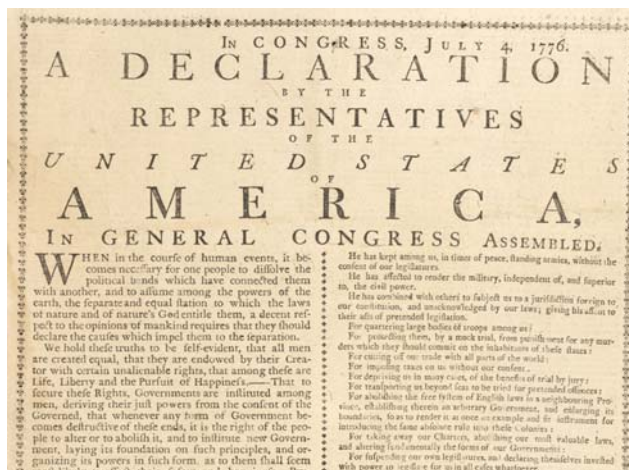 IN CONGRESS, JULY 4, 1776.
A DECLARATION
BY THE
REPRESENTATIVES
OF THE
UNITED STATES
OF
AMERICA,
IN GENERAL CONGRESS ASSEMBLED.
WHEN in the courſe of human events, it be-
comes neceſſary for one people to diſſolve the
political bands which have connected them
with another, and to aſſume among the powers of the
earth, the ſeparate and equal ſtation to which the laws
of nature and of nature's God entitle them, a decent reſ-
pect to the opinions of mankind requires that they ſhould
declare the cauſes which impel them to the ſeparation.
We hold theſe truths to be ſelf-evident, that all men
are created equal, that they are endowed by their Crea-
tor with certain unalienable rights, that among theſe are
Life, Liberty and the Purſuit of Happineſs.—That to
ſecure theſe Rights, Governments are inſtituted among
men, deriving their juſt powers from the conſent of the
Governed, that whenever any form of Government be-
comes deſtructive of theſe ends, it is the right of the peo-
ple to alter or to aboliſh it, and to inſtitute new Govern-
ment, laying its foundation on ſuch principles, and or-
ganizing its powers in ſuch form, as to them ſhall ſeem
He has kept among us, in times of peace, ſtanding armies, without the
conſent of our legiſlatures.
He has affected to render the military, independent of, and ſuperior
to, the civil power.
He has combined with others to ſubject us to a juriſdiction foreign to
our conſtitution, and unacknowledged by our laws; giving his aſſent to
their acts of pretended legiſlation.
For quartering large bodies of troops among us:
For protecting them, by a mock trial, from puniſhment for any mur-
ders which they ſhould commit on the inhabitants of theſe ſtates:
For cutting off our trade with all parts of the world:
For impoſing taxes on us without our conſent.
For depriving us in many caſes, of the benefits of trial by jury:
For tranſporting us beyond ſeas to be tried for pretended offences:
For aboliſhing the free ſyſtem of Engliſh laws in a neighbouring Pro-
vince, eſtabliſhing therein an arbitrary Government, and enlarging its
boundaries, ſo as to render it at once an example and fit inſtrument for
introducing the ſame abſolute rule into theſe Colonies
For taking away our Charters, aboliſhing our moſt valuable laws,
and altering fundamentally the forms of our Governments:
For ſuſpending our own legiſlatures, and declaring themſelves inveſted
with power to legiſlate for us in all caſes whatſoever